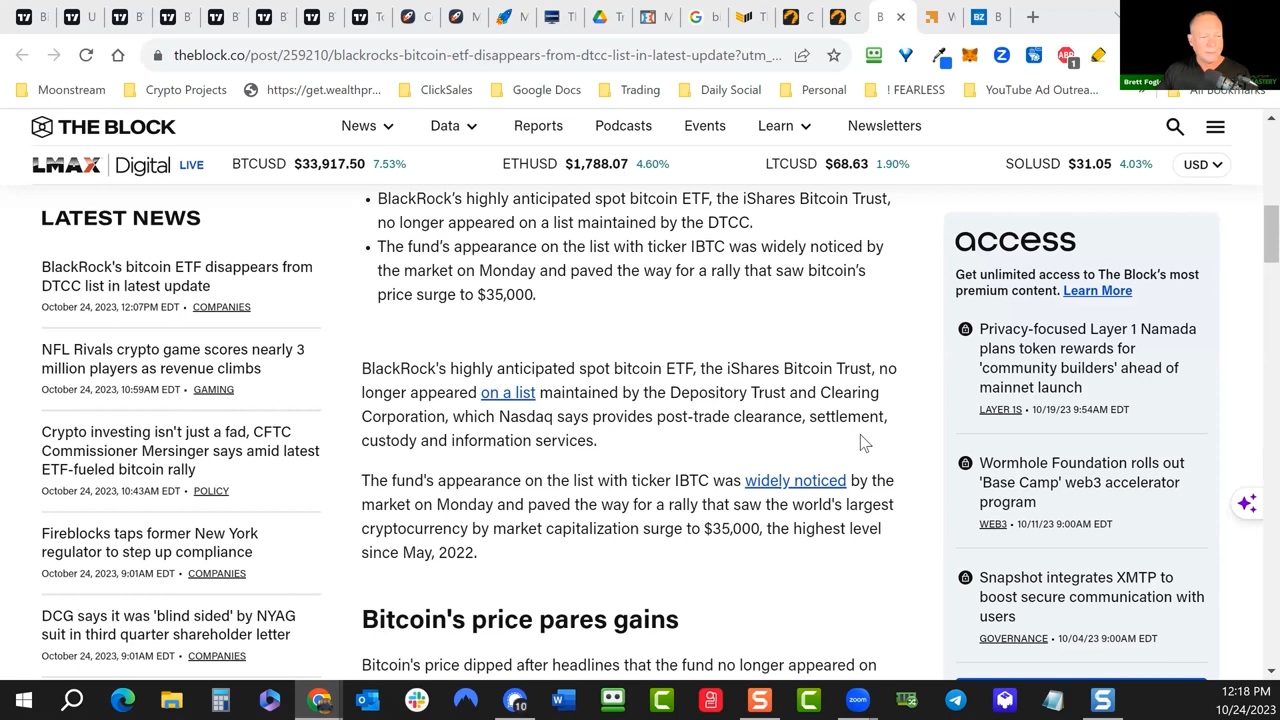 theblock.co/post/259210/blackrocks-bitcoin-etf-disappears-from-dtcc-list-in-latest-update?utm_...
Moonstream
Crypto Projects
https://get.wealthpr...
ClickSales
Google Docs
Trading
Daily Social
Personal
! FEARLESS
YouTube Ad Outrea...
All Bookmarks
Brett Fogl
THE BLOCK
News
Data
Reports
Podcasts
Events
Learn
Newsletters
LMAX Digital LIVE
BTCUSD $33,917.50 7.53%
ETHUSD $1,788.07 4.60%
LTCUSD $68.63 1.90%
SOLUSD $31.05 4.03%
USD
LATEST NEWS
BlackRock's bitcoin ETF disappears from
DTCC list in latest update
October 24, 2023, 12:07PM EDT • COMPANIES
NFL Rivals crypto game scores nearly 3
million players as revenue climbs
October 24, 2023, 10:59AM EDT • GAMING
Crypto investing isn't just a fad, CFTC
Commissioner Mersinger says amid latest
ETF-fueled bitcoin rally
October 24, 2023, 10:43AM EDT • POLICY
Fireblocks taps former New York
regulator to step up compliance
October 24, 2023, 9:01AM EDT • COMPANIES
DCG says it was 'blind sided' by NYAG
suit in third quarter shareholder letter
October 24, 2023, 9:01AM EDT • COMPANIES
• BlackRock's highly anticipated spot bitcoin ETF, the iShares Bitcoin Trust,
no longer appeared on a list maintained by the DTCC.
• The fund's appearance on the list with ticker IBTC was widely noticed by
the market on Monday and paved the way for a rally that saw bitcoin's
price surge to $35,000.
BlackRock's highly anticipated spot bitcoin ETF, the iShares Bitcoin Trust, no
longer appeared on a list maintained by the Depository Trust and Clearing
Corporation, which Nasdaq says provides post-trade clearance, settlement,
custody and information services.
The fund's appearance on the list with ticker IBTC was widely noticed by the
market on Monday and paved the way for a rally that saw the world's largest
cryptocurrency by market capitalization surge to $35,000, the highest level
since May, 2022.
Bitcoin's price pares gains
Bitcoin's price dipped after headlines that the fund no longer appeared on
access
Get unlimited access to The Block's most
premium content. Learn More
Privacy-focused Layer 1 Namada
plans token rewards for
'community builders' ahead of
mainnet launch
LAYER 1S • 10/19/23 9:54AM EDT
Wormhole Foundation rolls out
'Base Camp' web3 accelerator
program
WEB3 • 10/11/23 9:00AM EDT
Snapshot integrates XMTP to
boost secure communication with
users
GOVERNANCE • 10/04/23 9:00AM EDT
12:18 PM
10/24/2023